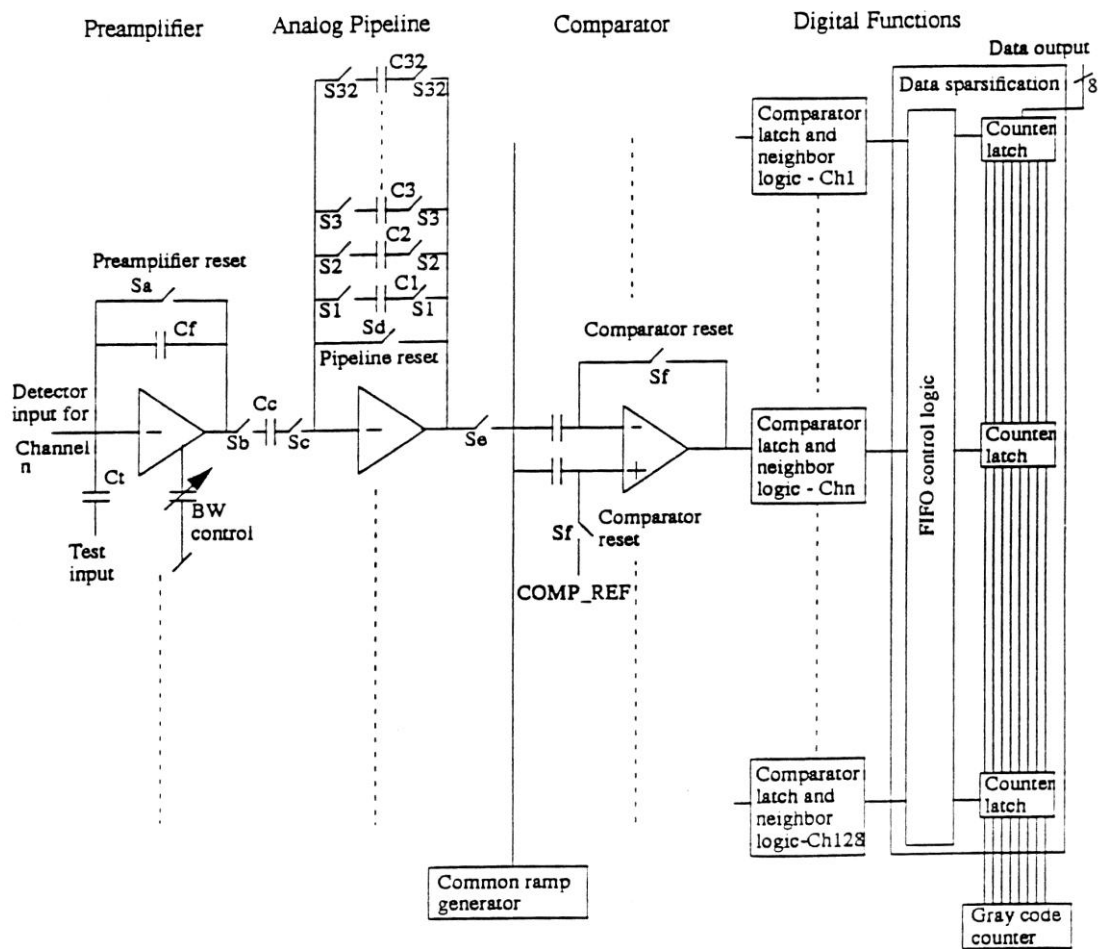 Preamplifier
Analog Pipeline
Comparator
Digital Functions
Data output
8
Data sparsification
C32
S32
S32
C3
S3
S3
C2
S2
S2
C1
S1
S1
Sd
Pipeline reset
Preamplifier reset
Sa
Cf
Detector
input for
Channel
n
Cc
Sb
Sc
Se
Ct
BW
control
Test
input
Comparator reset
Sf
Sf
Comparator
reset
COMP_REF
Common ramp
generator
Comparator
latch and
neighbor
logic - Ch1
Comparator
latch and
neighbor
logic - Chn
Comparator
latch and
neighbor
logic-Ch128
FIFO control logic
Counter
latch
Counter
latch
Counter
latch
Gray code
counter